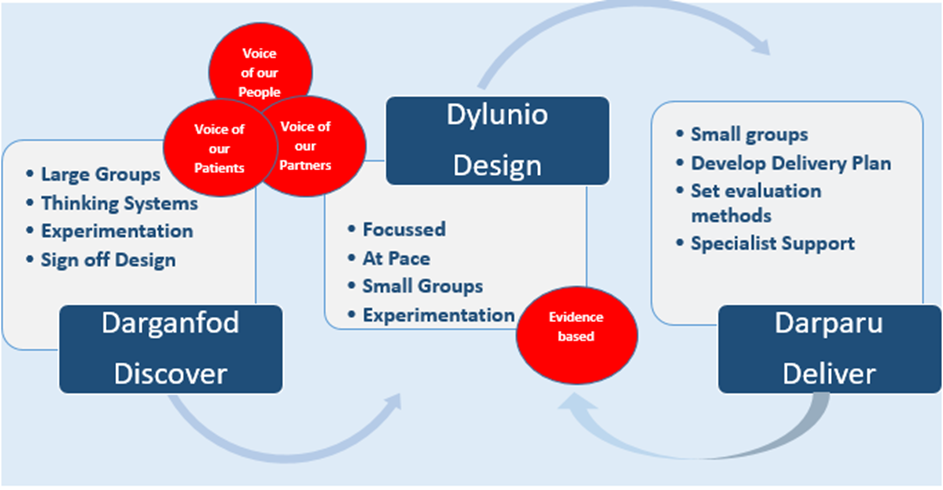 Voice
of our
People
Voice of
our
Patients
Voice of
our
Partners
• Large Groups
• Thinking Systems
• Experimentation
• Sign off Design
Darganfod
Discover
Dylunio
Design
• Focussed
• At Pace
• Small Groups
• Experimentation
Evidence
based
• Small groups
• Develop Delivery Plan
• Set evaluation
methods
• Specialist Support
Darparu
Deliver